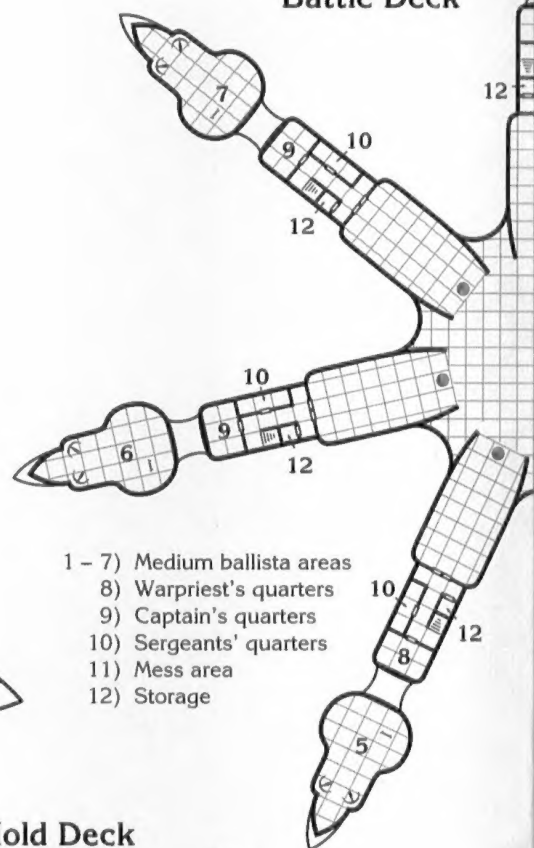 Battle Deck
7
12
9
10
12
10
9
6
12
1 – 7) Medium ballista areas
8) Warpriest's quarters
9) Captain's quarters
10) Sergeants' quarters
11) Mess area
12) Storage
10
12
8
5
Hold Deck